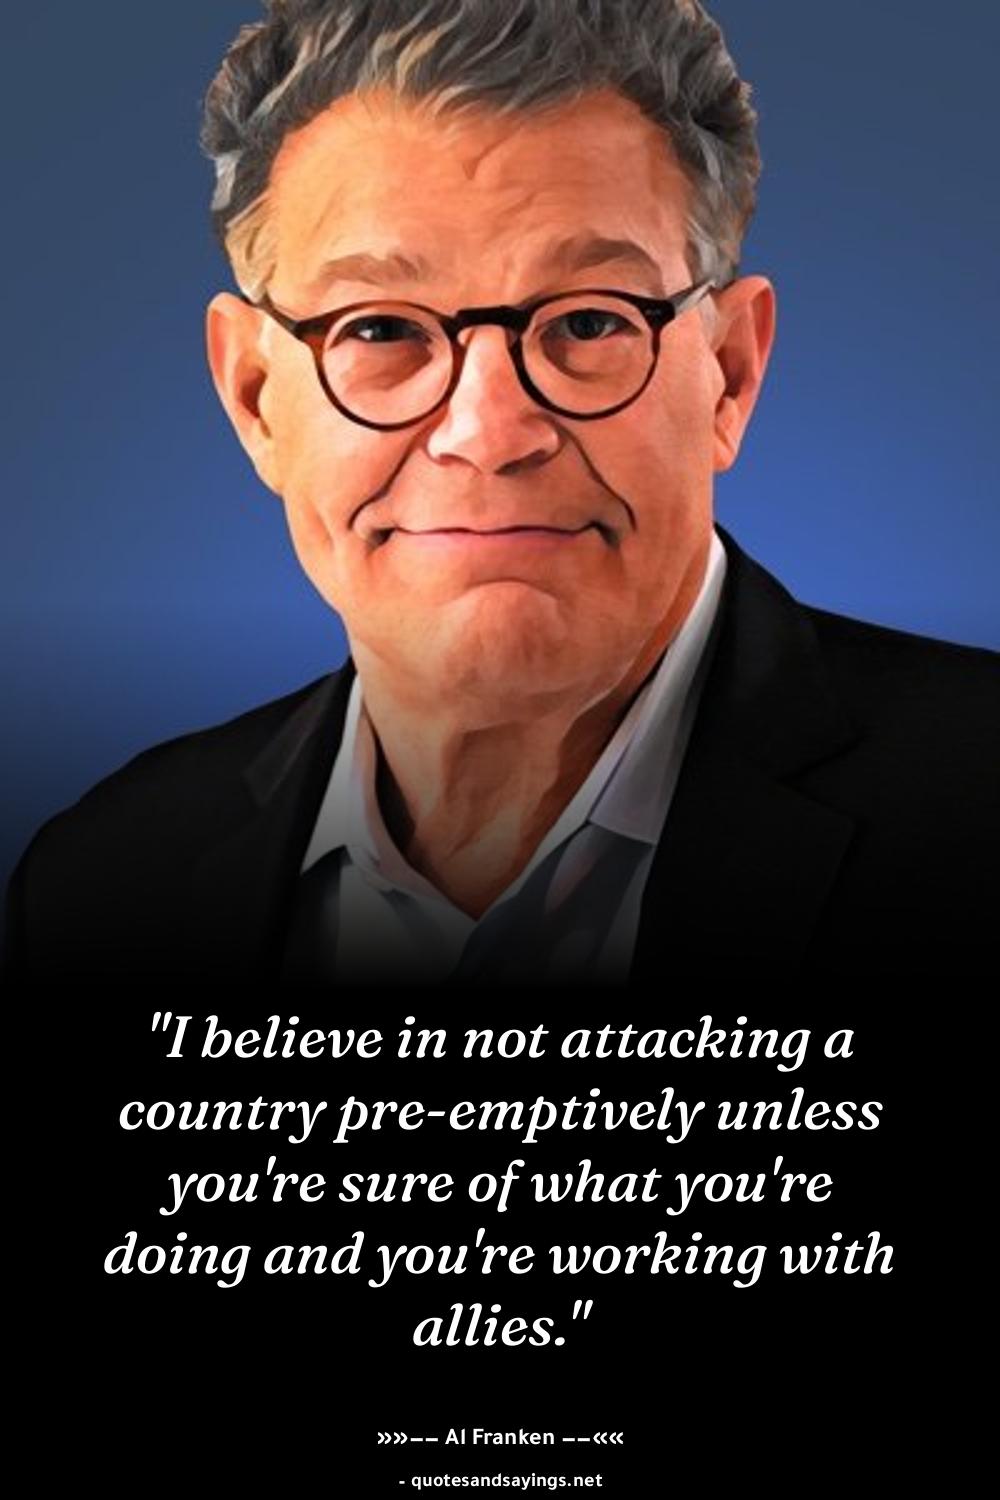 "I believe in not attacking a
country pre-emptively unless
you're sure of what you're
doing and you're working with
allies."
»»–– Al Franken ––««
- quotesandsayings.net